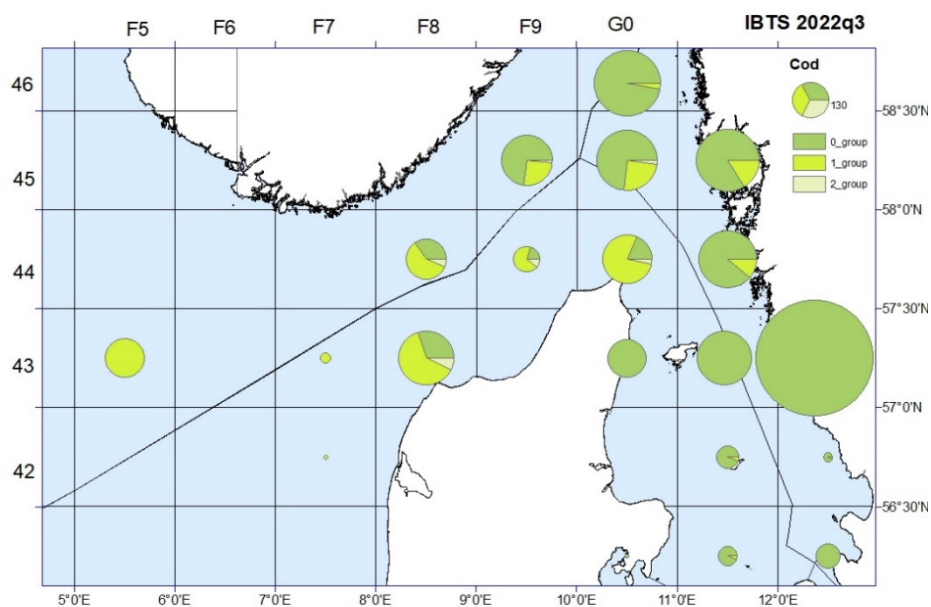 F5 F6 F7 F8 F9 G0 IBTS 2022q3
Cod
130
0_group
1_group
2_group
46
45
44
43
42
58°30'N
58°0'N
57°30'N
57°0'N
56°30'N
5°0'E 6°0'E 7°0'E 8°0'E 9°0'E 10°0'E 11°0'E 12°0'E